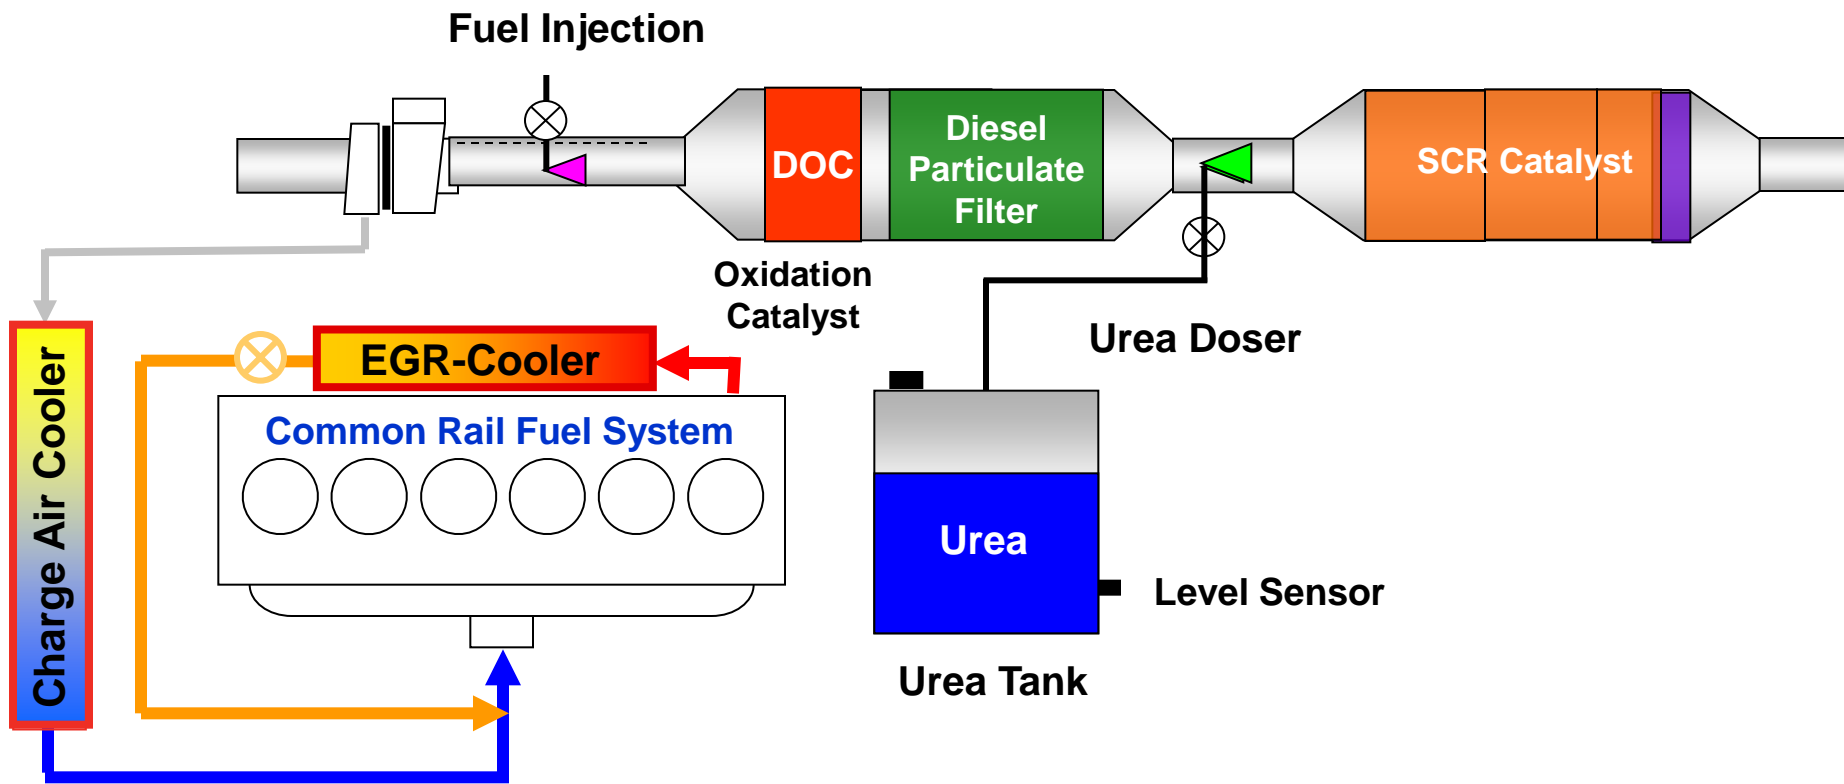 Fuel Injection
DOC
Diesel
Particulate
Filter
SCR Catalyst
Oxidation
Catalyst
Urea Doser
EGR-Cooler
Common Rail Fuel System
Charge Air Cooler
Urea
Level Sensor
Urea Tank